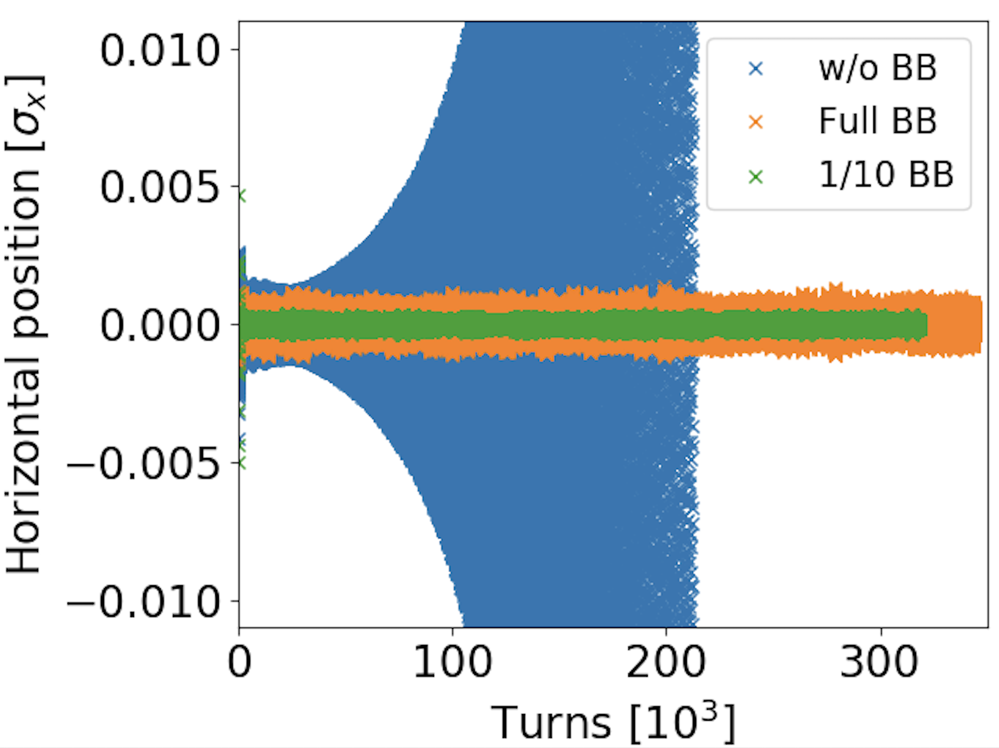 Horizontal position [σₓ]
0.010
0.005
0.000
−0.005
−0.010
w/o BB
Full BB
1/10 BB
0 100 200 300
Turns [10³]